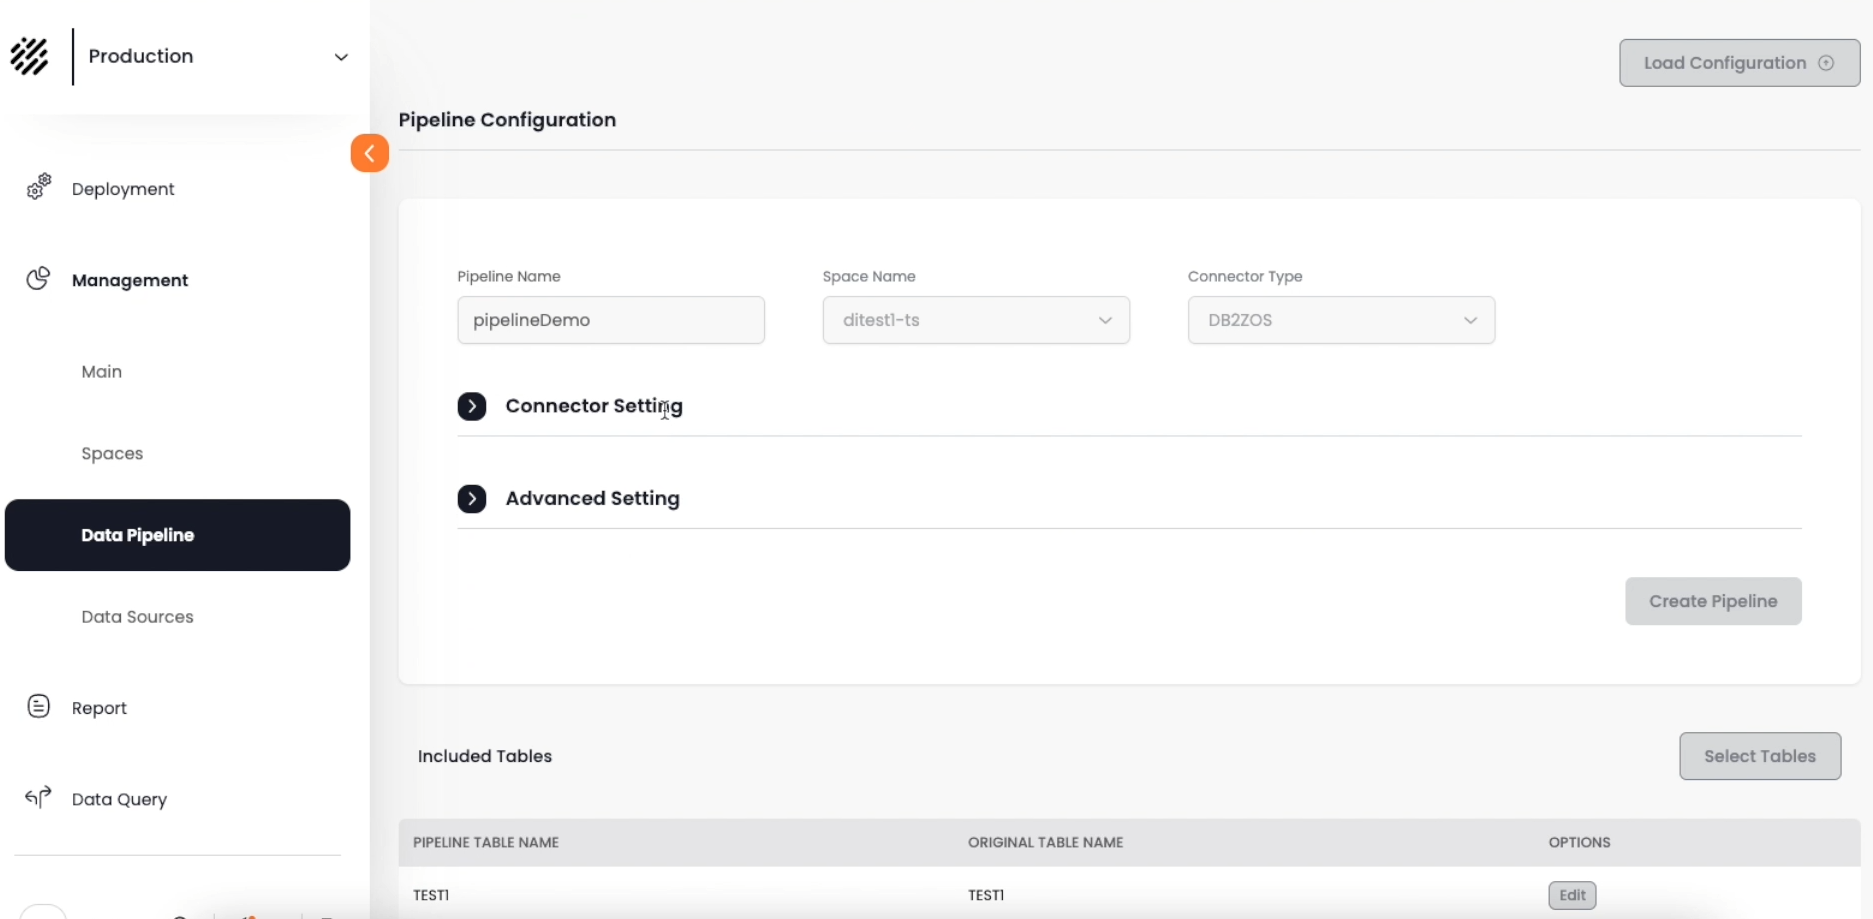 Production
Load Configuration
Pipeline Configuration
Deployment
Management
Main
Spaces
Data Pipeline
Data Sources
Report
Data Query
Pipeline Name
Space Name
Connector Type
pipelineDemo
ditest1-ts
DB2ZOS
Connector Setting
Advanced Setting
Create Pipeline
Included Tables
Select Tables
PIPELINE TABLE NAME
ORIGINAL TABLE NAME
OPTIONS
TEST1
TEST1
Edit